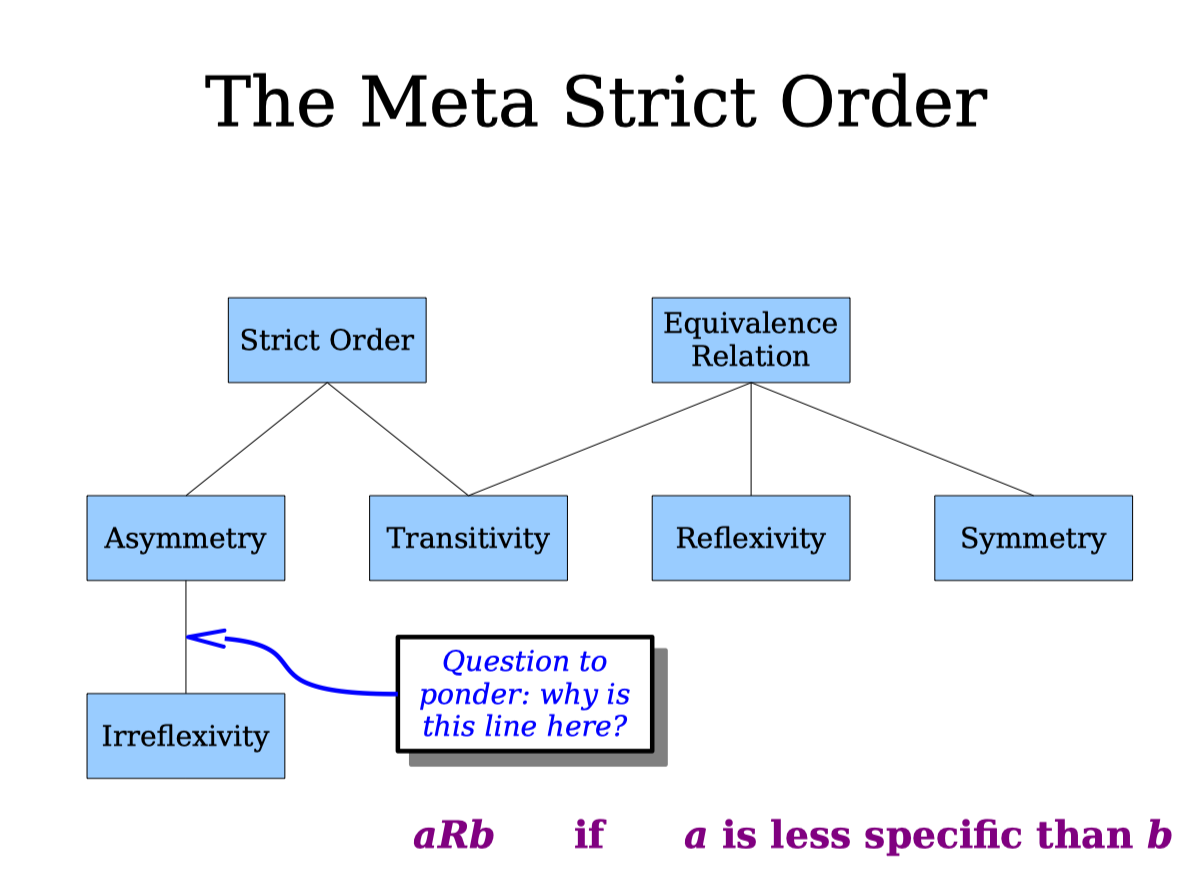 The Meta Strict Order
Strict Order
Equivalence
Relation
Asymmetry
Transitivity
Reflexivity
Symmetry
Question to
ponder: why is
this line here?
Irreflexivity
aRb if a is less specific than b